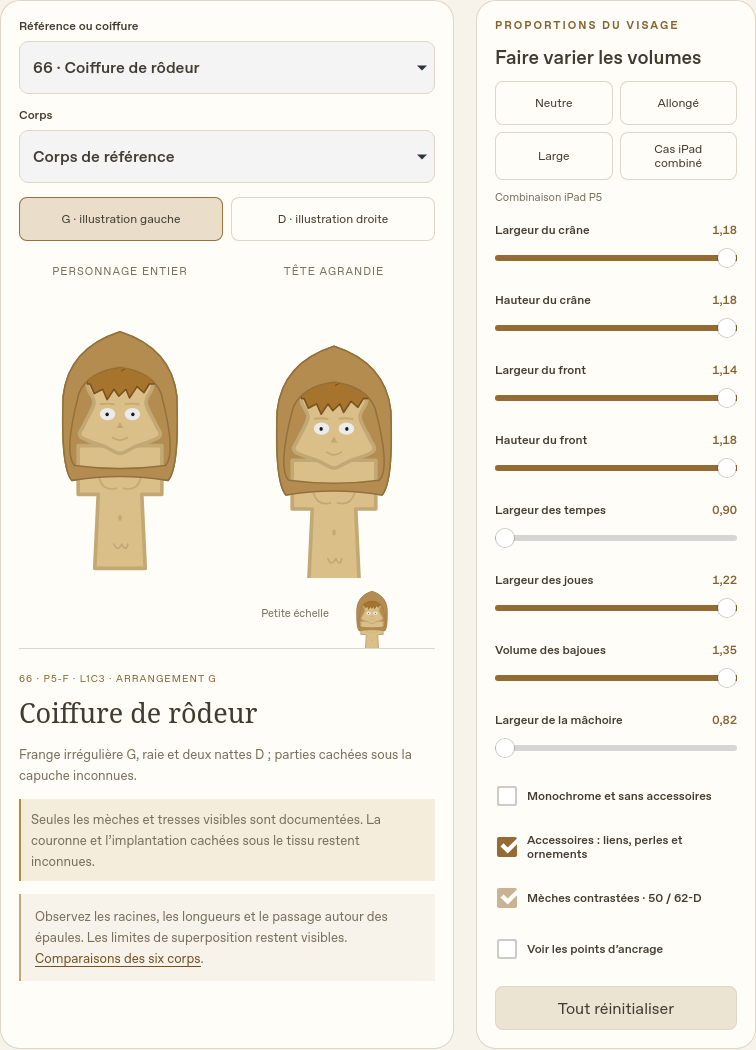 Référence ou coiffure
66 · Coiffure de rôdeur
Corps
Corps de référence
G · illustration gauche
D · illustration droite
PERSONNAGE ENTIER
TÊTE AGRANDIE
Petite échelle
66 · P5-F · L1C3 · ARRANGEMENT G
Coiffure de rôdeur
Frange irrégulière G, raie et deux nattes D ; parties cachées sous la
capuche inconnues.
Seules les mèches et tresses visibles sont documentées. La
couronne et l’implantation cachées sous le tissu restent
inconnues.
Observez les racines, les longueurs et le passage autour des
épaules. Les limites de superposition restent visibles.
Comparaisons des six corps.
PROPORTIONS DU VISAGE
Faire varier les volumes
Neutre
Allongé
Large
Cas iPad
combiné
Combinaison iPad P5
Largeur du crâne 1,18
Hauteur du crâne 1,18
Largeur du front 1,14
Hauteur du front 1,18
Largeur des tempes 0,90
Largeur des joues 1,22
Volume des bajoues 1,35
Largeur de la mâchoire 0,82
Monochrome et sans accessoires
Accessoires : liens, perles et
ornements
Mèches contrastées · 50 / 62-D
Voir les points d’ancrage
Tout réinitialiser